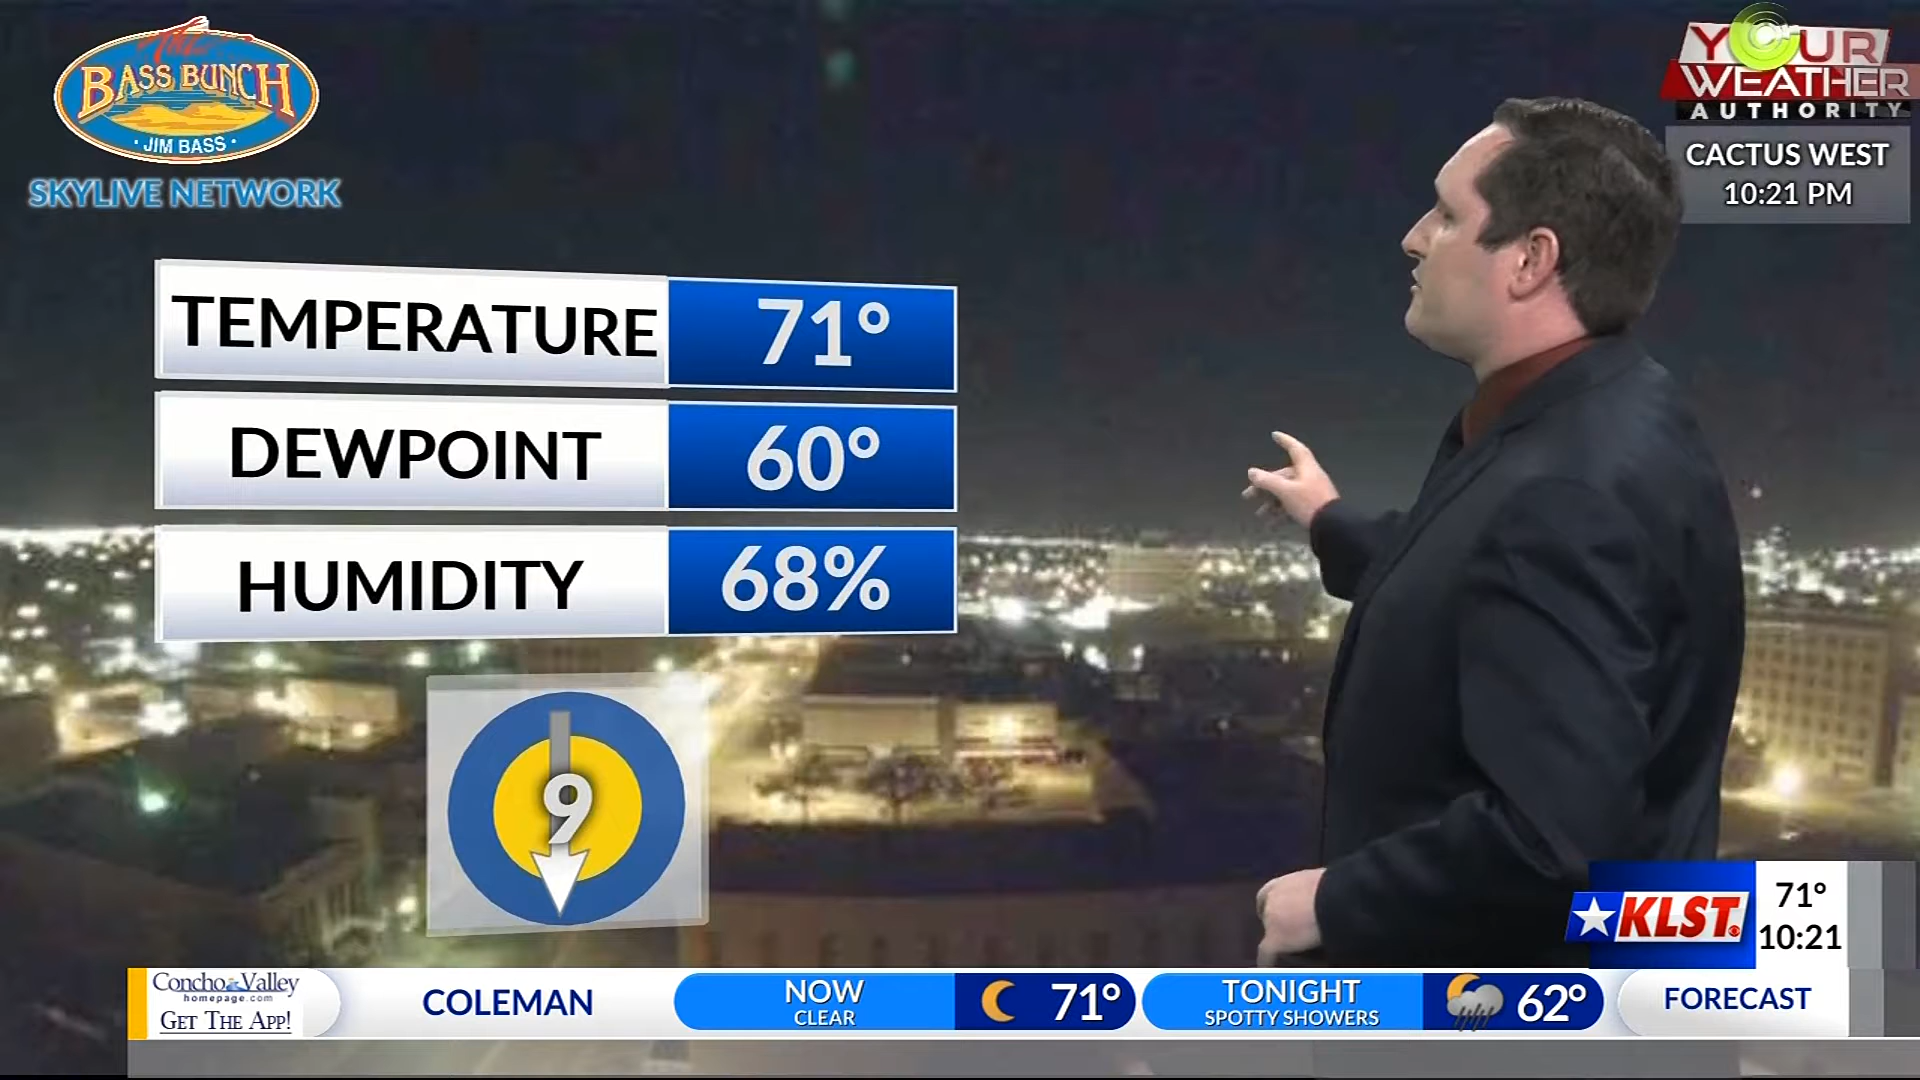 The
BASS BUNCH
· JIM BASS ·
SKYLIVE NETWORK
YOUR
WEATHER
AUTHORITY
CACTUS WEST
10:21 PM
TEMPERATURE 71°
DEWPOINT 60°
HUMIDITY 68%
9
KLST
71°
10:21
Concho Valley
homepage.com
GET THE APP!
COLEMAN
NOW
CLEAR
71°
TONIGHT
SPOTTY SHOWERS
62°
FORECAST